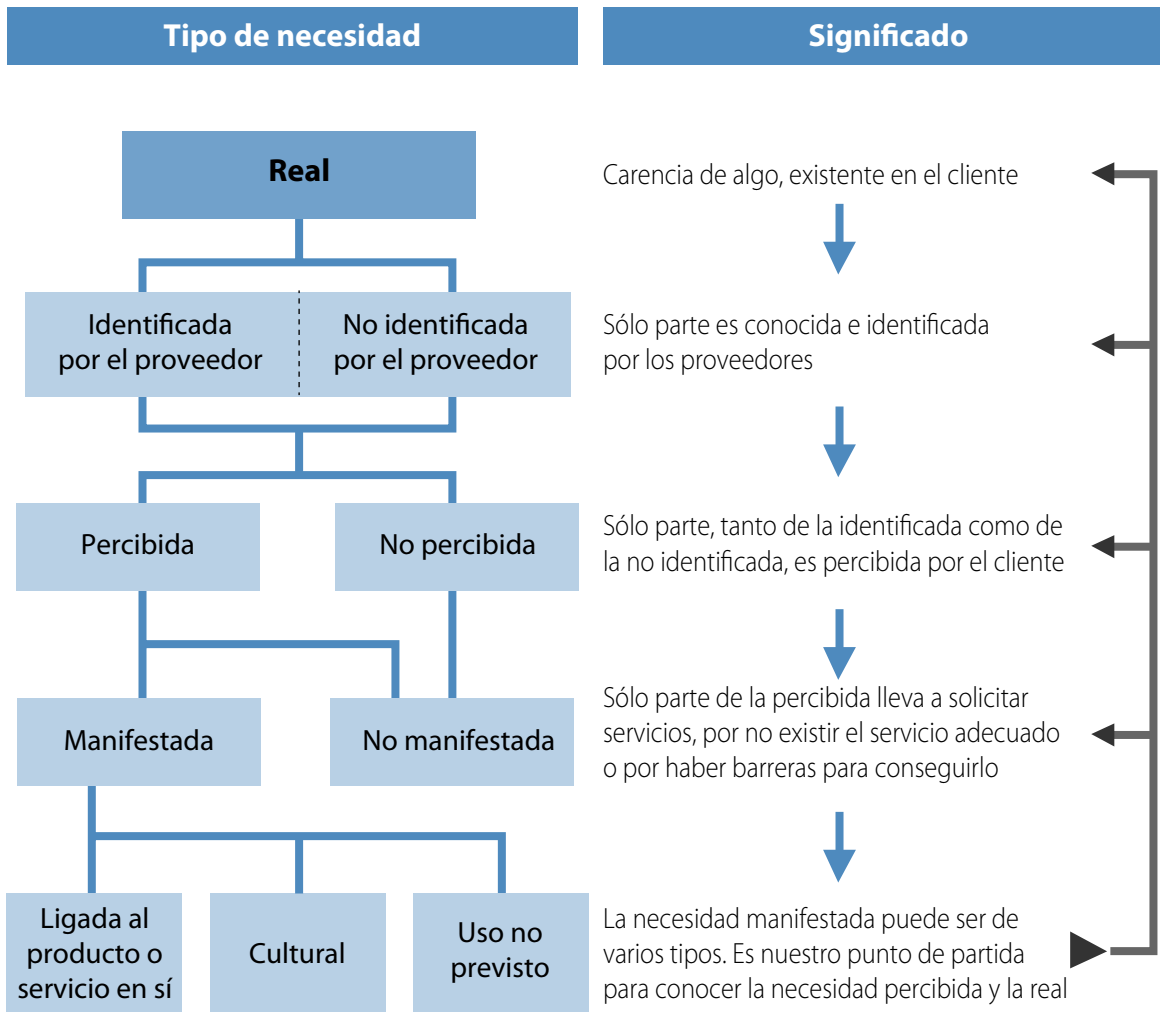 Tipo de necesidad
Significado
Real
Carencia de algo, existente en el cliente
Identificada
por el proveedor
No identificada
por el proveedor
Sólo parte es conocida e identificada
por los proveedores
Percibida
No percibida
Sólo parte, tanto de la identificada como de
la no identificada, es percibida por el cliente
Manifestada
No manifestada
Sólo parte de la percibida lleva a solicitar
servicios, por no existir el servicio adecuado
o por haber barreras para conseguirlo
Ligada al
producto o
servicio en sí
Cultural
Uso no
previsto
La necesidad manifestada puede ser de
varios tipos. Es nuestro punto de partida
para conocer la necesidad percibida y la real